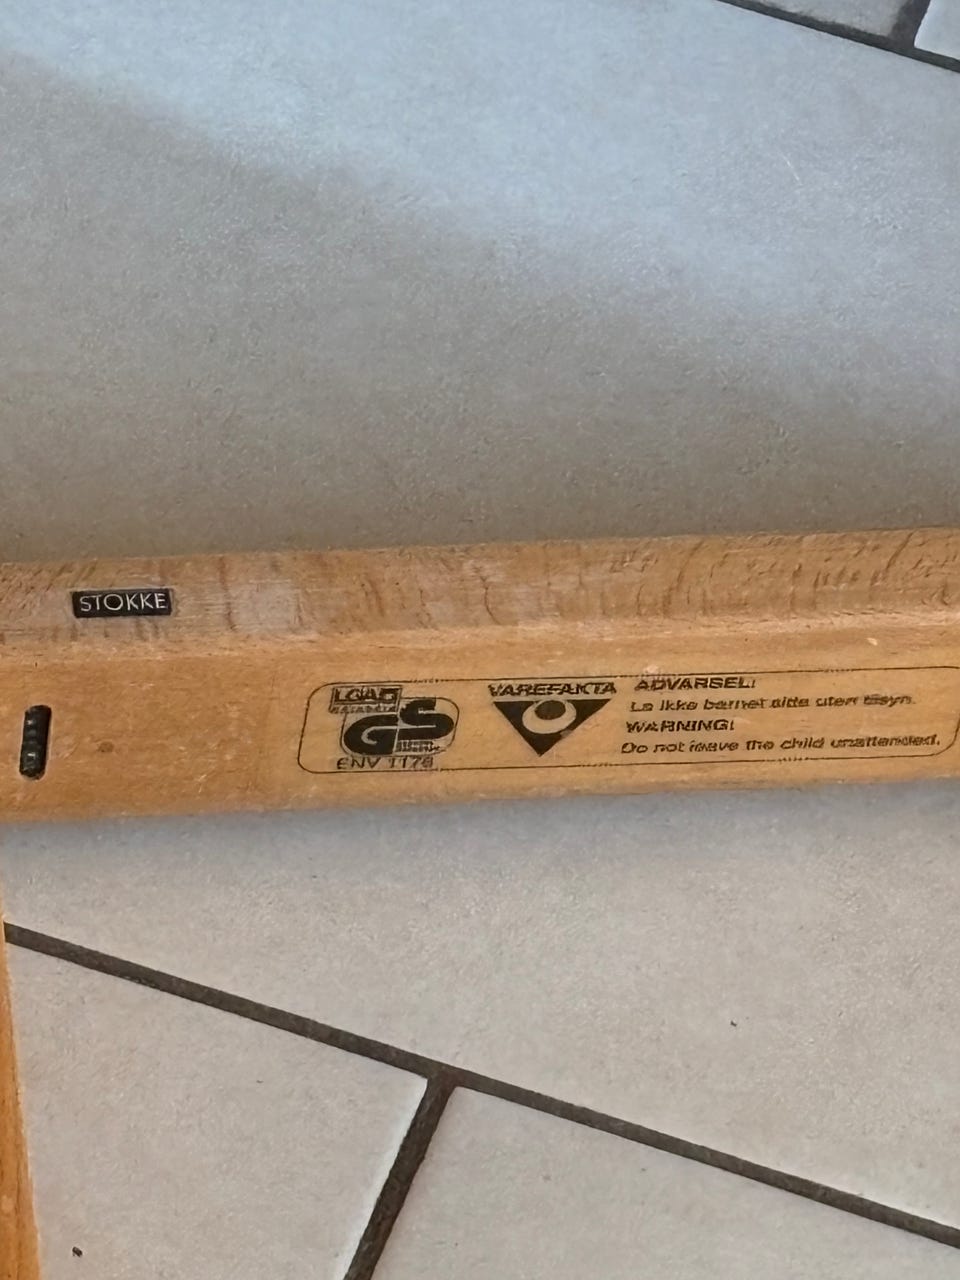 STOKKE
LGA
GS
ENV 1178
VAREFAKTA
ADVARSEL!
La ikke barnet sitte uten tilsyn.
WARNING!
Do not leave the child unattended.